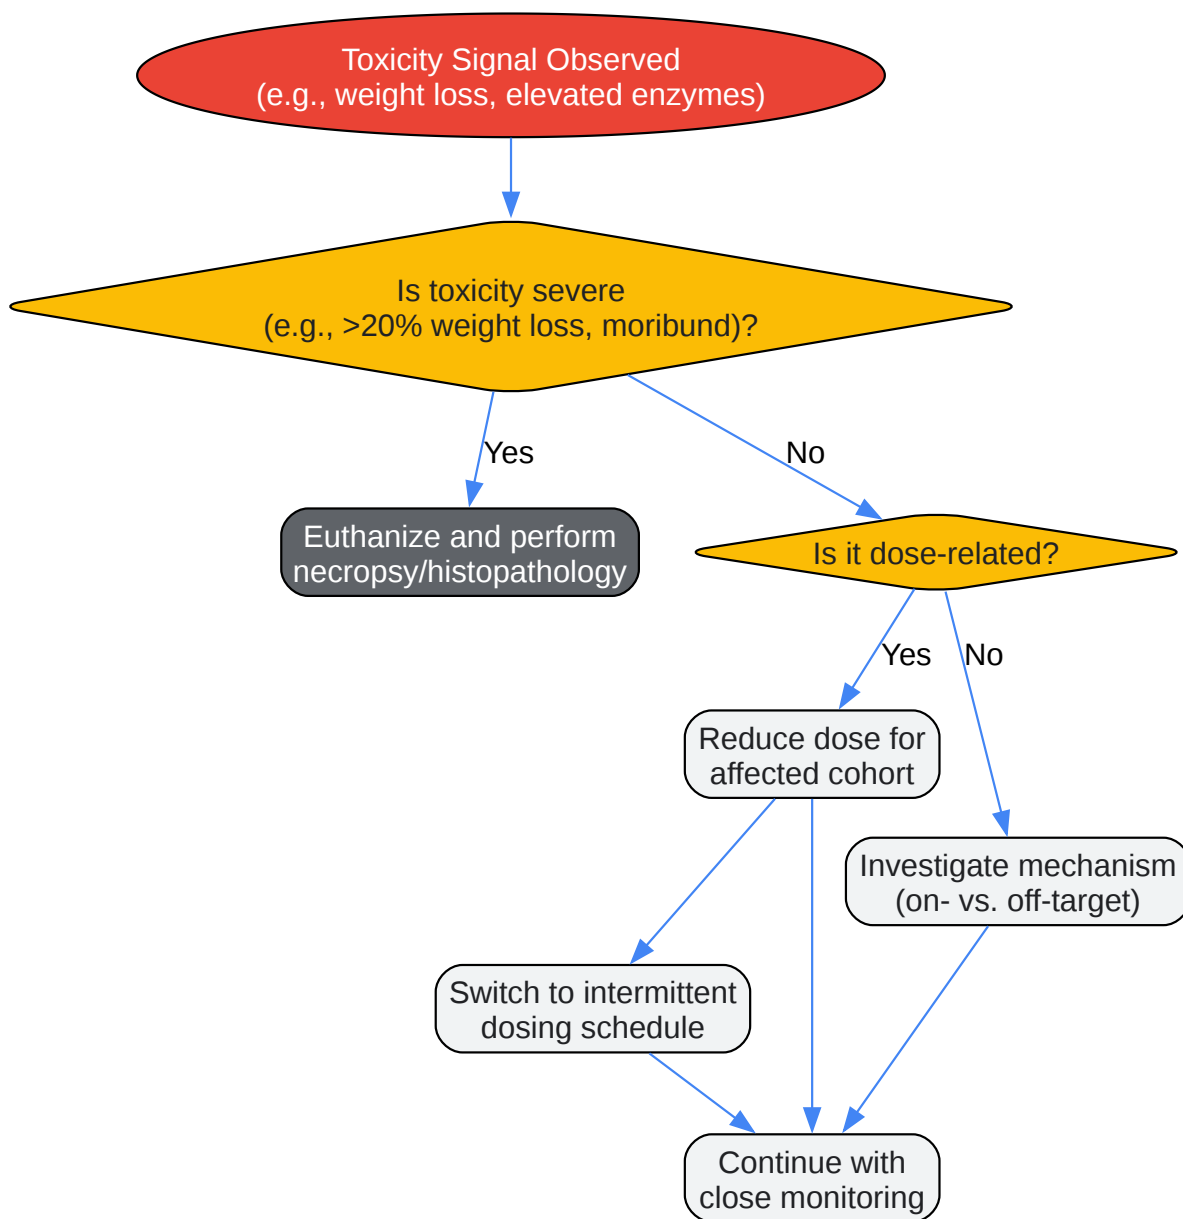 Toxicity Signal Observed
(e.g., weight loss, elevated enzymes)
Is toxicity severe
(e.g., >20% weight loss, moribund)?
Yes
No
Euthanize and perform
necropsy/histopathology
Is it dose-related?
Yes
No
Reduce dose for
affected cohort
Investigate mechanism
(on- vs. off-target)
Switch to intermittent
dosing schedule
Continue with
close monitoring